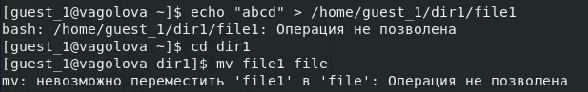 [guest_1@vagolova ~]$ echo "abcd" > /home/guest_1/dir1/file1
bash: /home/guest_1/dir1/file1: Операция не позволена
[guest_1@vagolova ~]$ cd dir1
[guest_1@vagolova dir1]$ mv file1 file
mv: невозможно переместить 'file1' в 'file': Операция не позволена